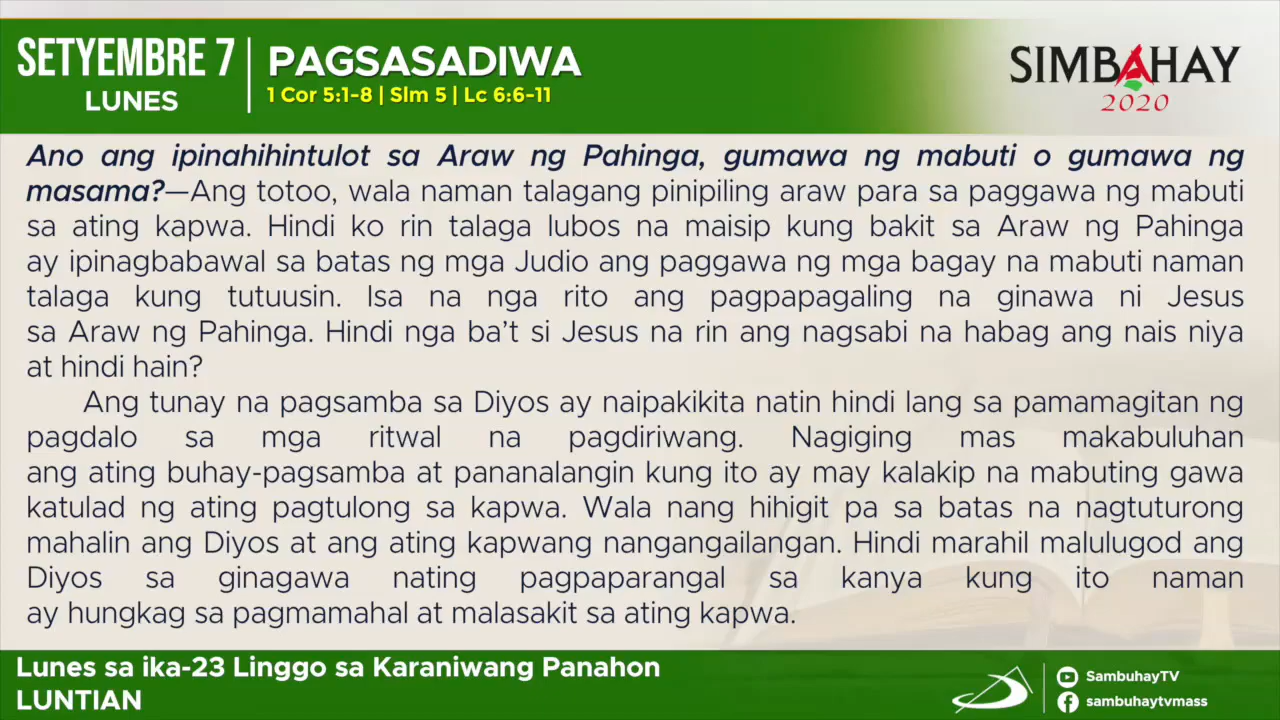 SETYEMBRE 7
LUNES
PAGSASADIWA
1 Cor 5:1-8 | Slm 5 | Lc 6:6-11
SIMBAHAY
2020
Ano ang ipinahihintulot sa Araw ng Pahinga, gumawa ng mabuti o gumawa ng
masama?—Ang totoo, wala naman talagang pinipiling araw para sa paggawa ng mabuti
sa ating kapwa. Hindi ko rin talaga lubos na maisip kung bakit sa Araw ng Pahinga
ay ipinagbabawal sa batas ng mga Judio ang paggawa ng mga bagay na mabuti naman
talaga kung tutuusin. Isa na nga rito ang pagpapagaling na ginawa ni Jesus
sa Araw ng Pahinga. Hindi nga ba't si Jesus na rin ang nagsabi na habag ang nais niya
at hindi hain?
Ang tunay na pagsamba sa Diyos ay naipakikita natin hindi lang sa pamamagitan ng
pagdalo sa mga ritwal na pagdiriwang. Nagiging mas makabuluhan
ang ating buhay-pagsamba at pananalangin kung ito ay may kalakip na mabuting gawa
katulad ng ating pagtulong sa kapwa. Wala nang hihigit pa sa batas na nagtuturong
mahalin ang Diyos at ang ating kapwang nangangailangan. Hindi marahil malulugod ang
Diyos sa ginagawa nating pagpaparangal sa kanya kung ito naman
ay hungkag sa pagmamahal at malasakit sa ating kapwa.
Lunes sa ika-23 Linggo sa Karaniwang Panahon
LUNTIAN
SambuhayTV
sambuhaytvmass